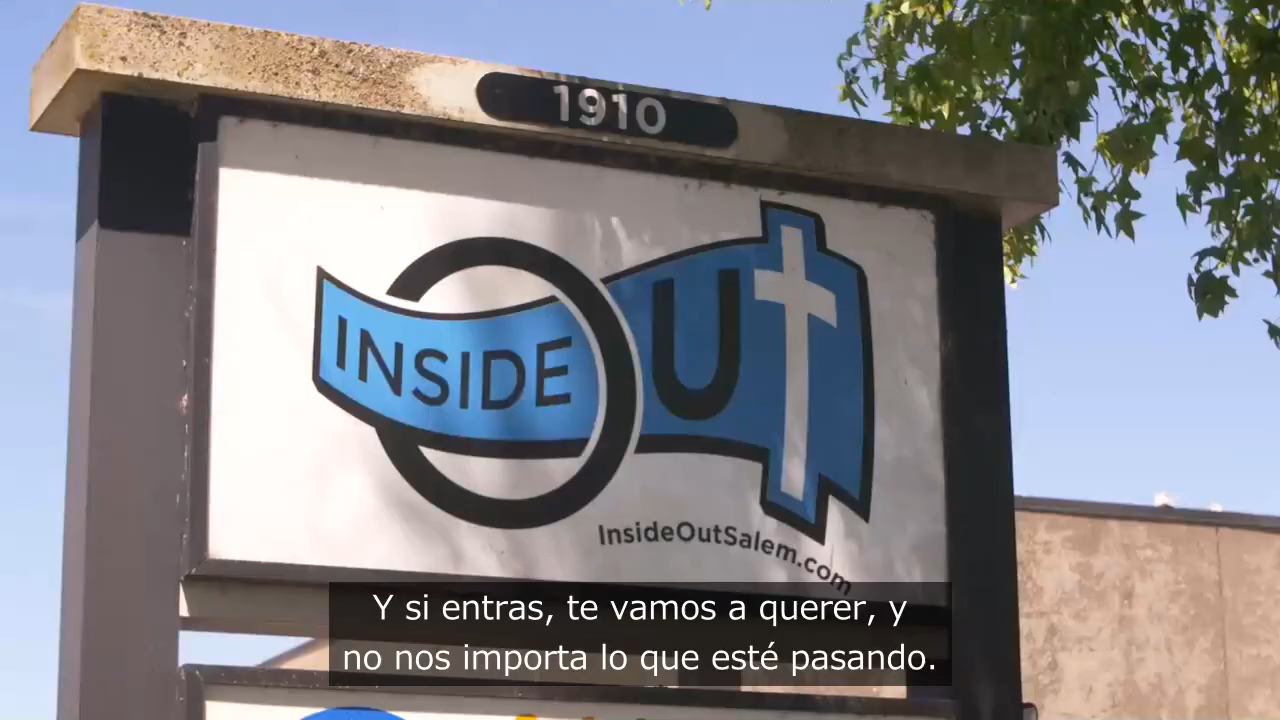 1910
INSIDE OUt
InsideOutSalem.com
Y si entras, te vamos a querer, y
no nos importa lo que esté pasando.